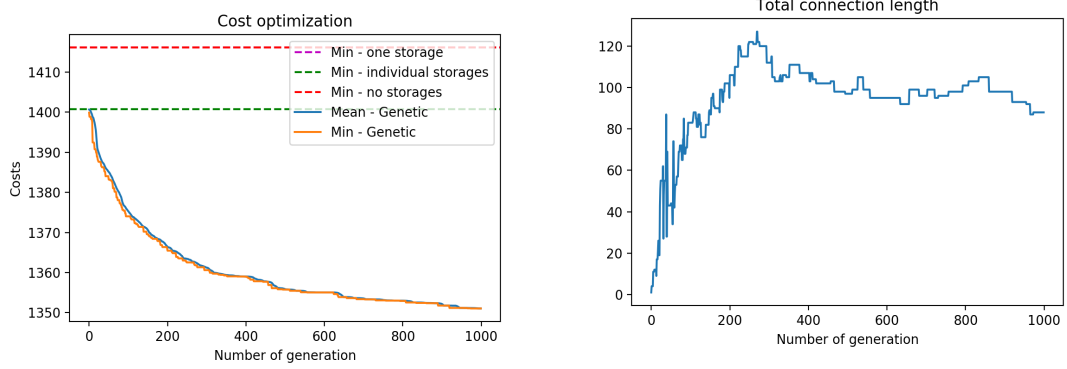 Cost optimization
Min - one storage
Min - individual storages
Min - no storages
Mean - Genetic
Min - Genetic
Costs
1410
1400
1390
1380
1370
1360
1350
0 200 400 600 800 1000
Number of generation
Total connection length
120
100
80
60
40
20
0
0 200 400 600 800 1000
Number of generation